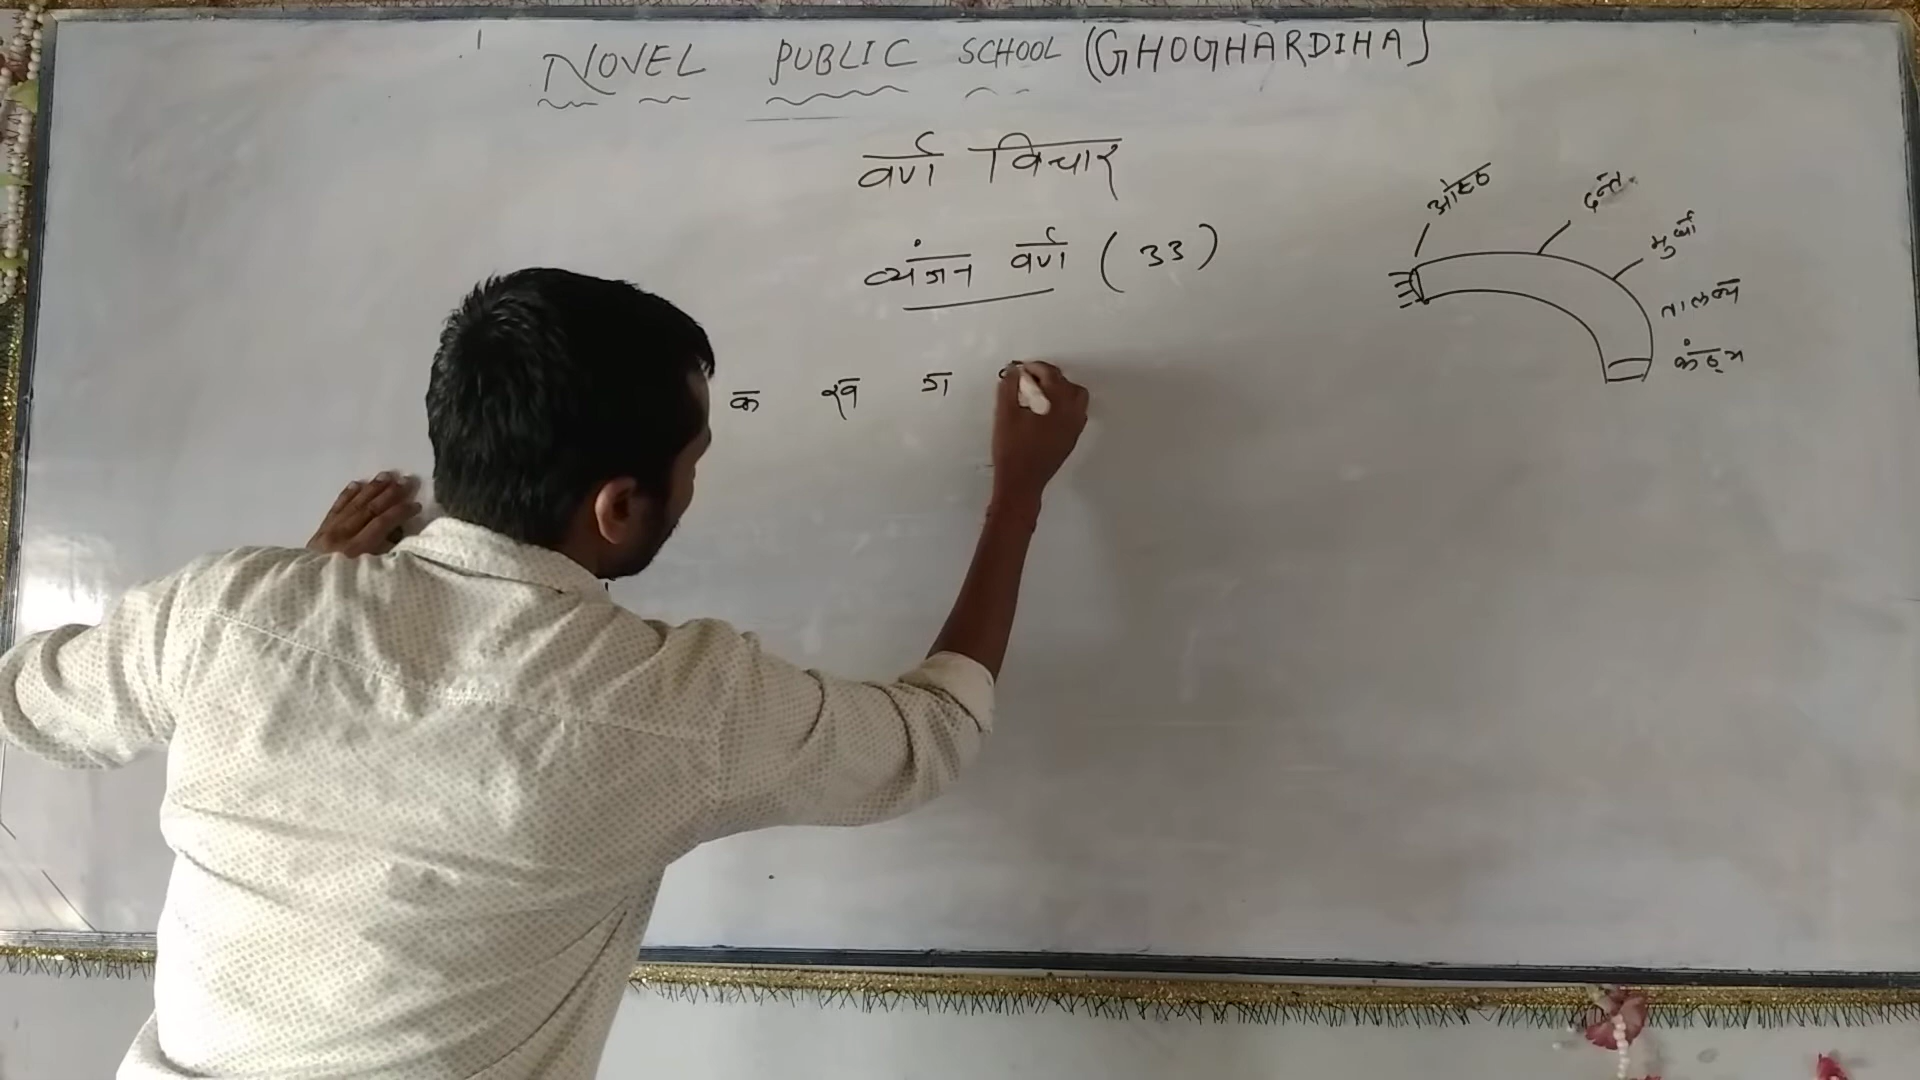 NOVEL PUBLIC SCHOOL (GHOGHARDIHA)
वर्ण विचार
व्यंजन वर्ण (33)
ओष्ठ
दन्त
मुर्धा
तालव्य
कंठ्य
क ख ग